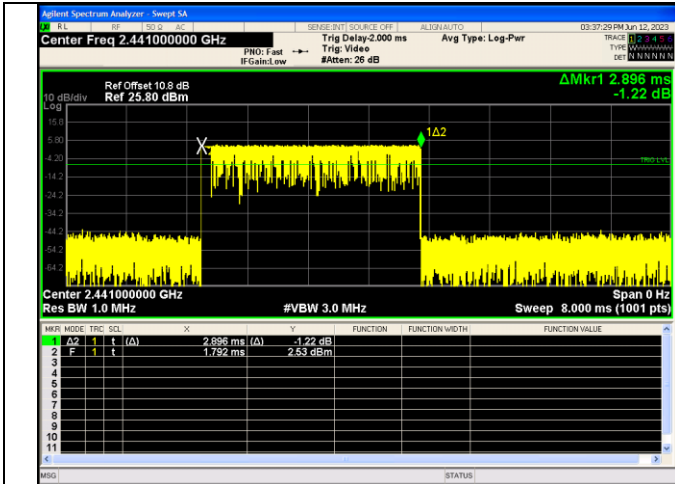 Agilent Spectrum Analyzer - Swept SA
RL RF 50 Ω AC SENSE:INT SOURCE OFF ALIGNAUTO 03:37:29 PM Jun 12, 2023
Center Freq 2.441000000 GHz Trig Delay-2.000 ms Avg Type: Log-Pwr TRACE 1 2 3 4 5 6
PNO: Fast Trig: Video TYPE WWWWWW
IFGain:Low #Atten: 26 dB DET N N N N N N
ΔMkr1 2.896 ms
-1.22 dB
Ref Offset 10.8 dB
10 dB/div Ref 25.80 dBm
Log
15.0
1Δ2
X
5.80
TRIG LVL
-4.20
-14.2
-24.2
-34.2
-44.2
-54.2
-64.2
Center 2.441000000 GHz Span 0 Hz
Res BW 1.0 MHz #VBW 3.0 MHz Sweep 8.000 ms (1001 pts)
MKR MODE TRC SCL X Y FUNCTION FUNCTION WIDTH FUNCTION VALUE
1 Δ2 1 t (Δ) 2.896 ms (Δ) -1.22 dB
2 F 1 t 1.792 ms 2.53 dBm
3
4
5
6
7
8
9
10
11
MSG STATUS